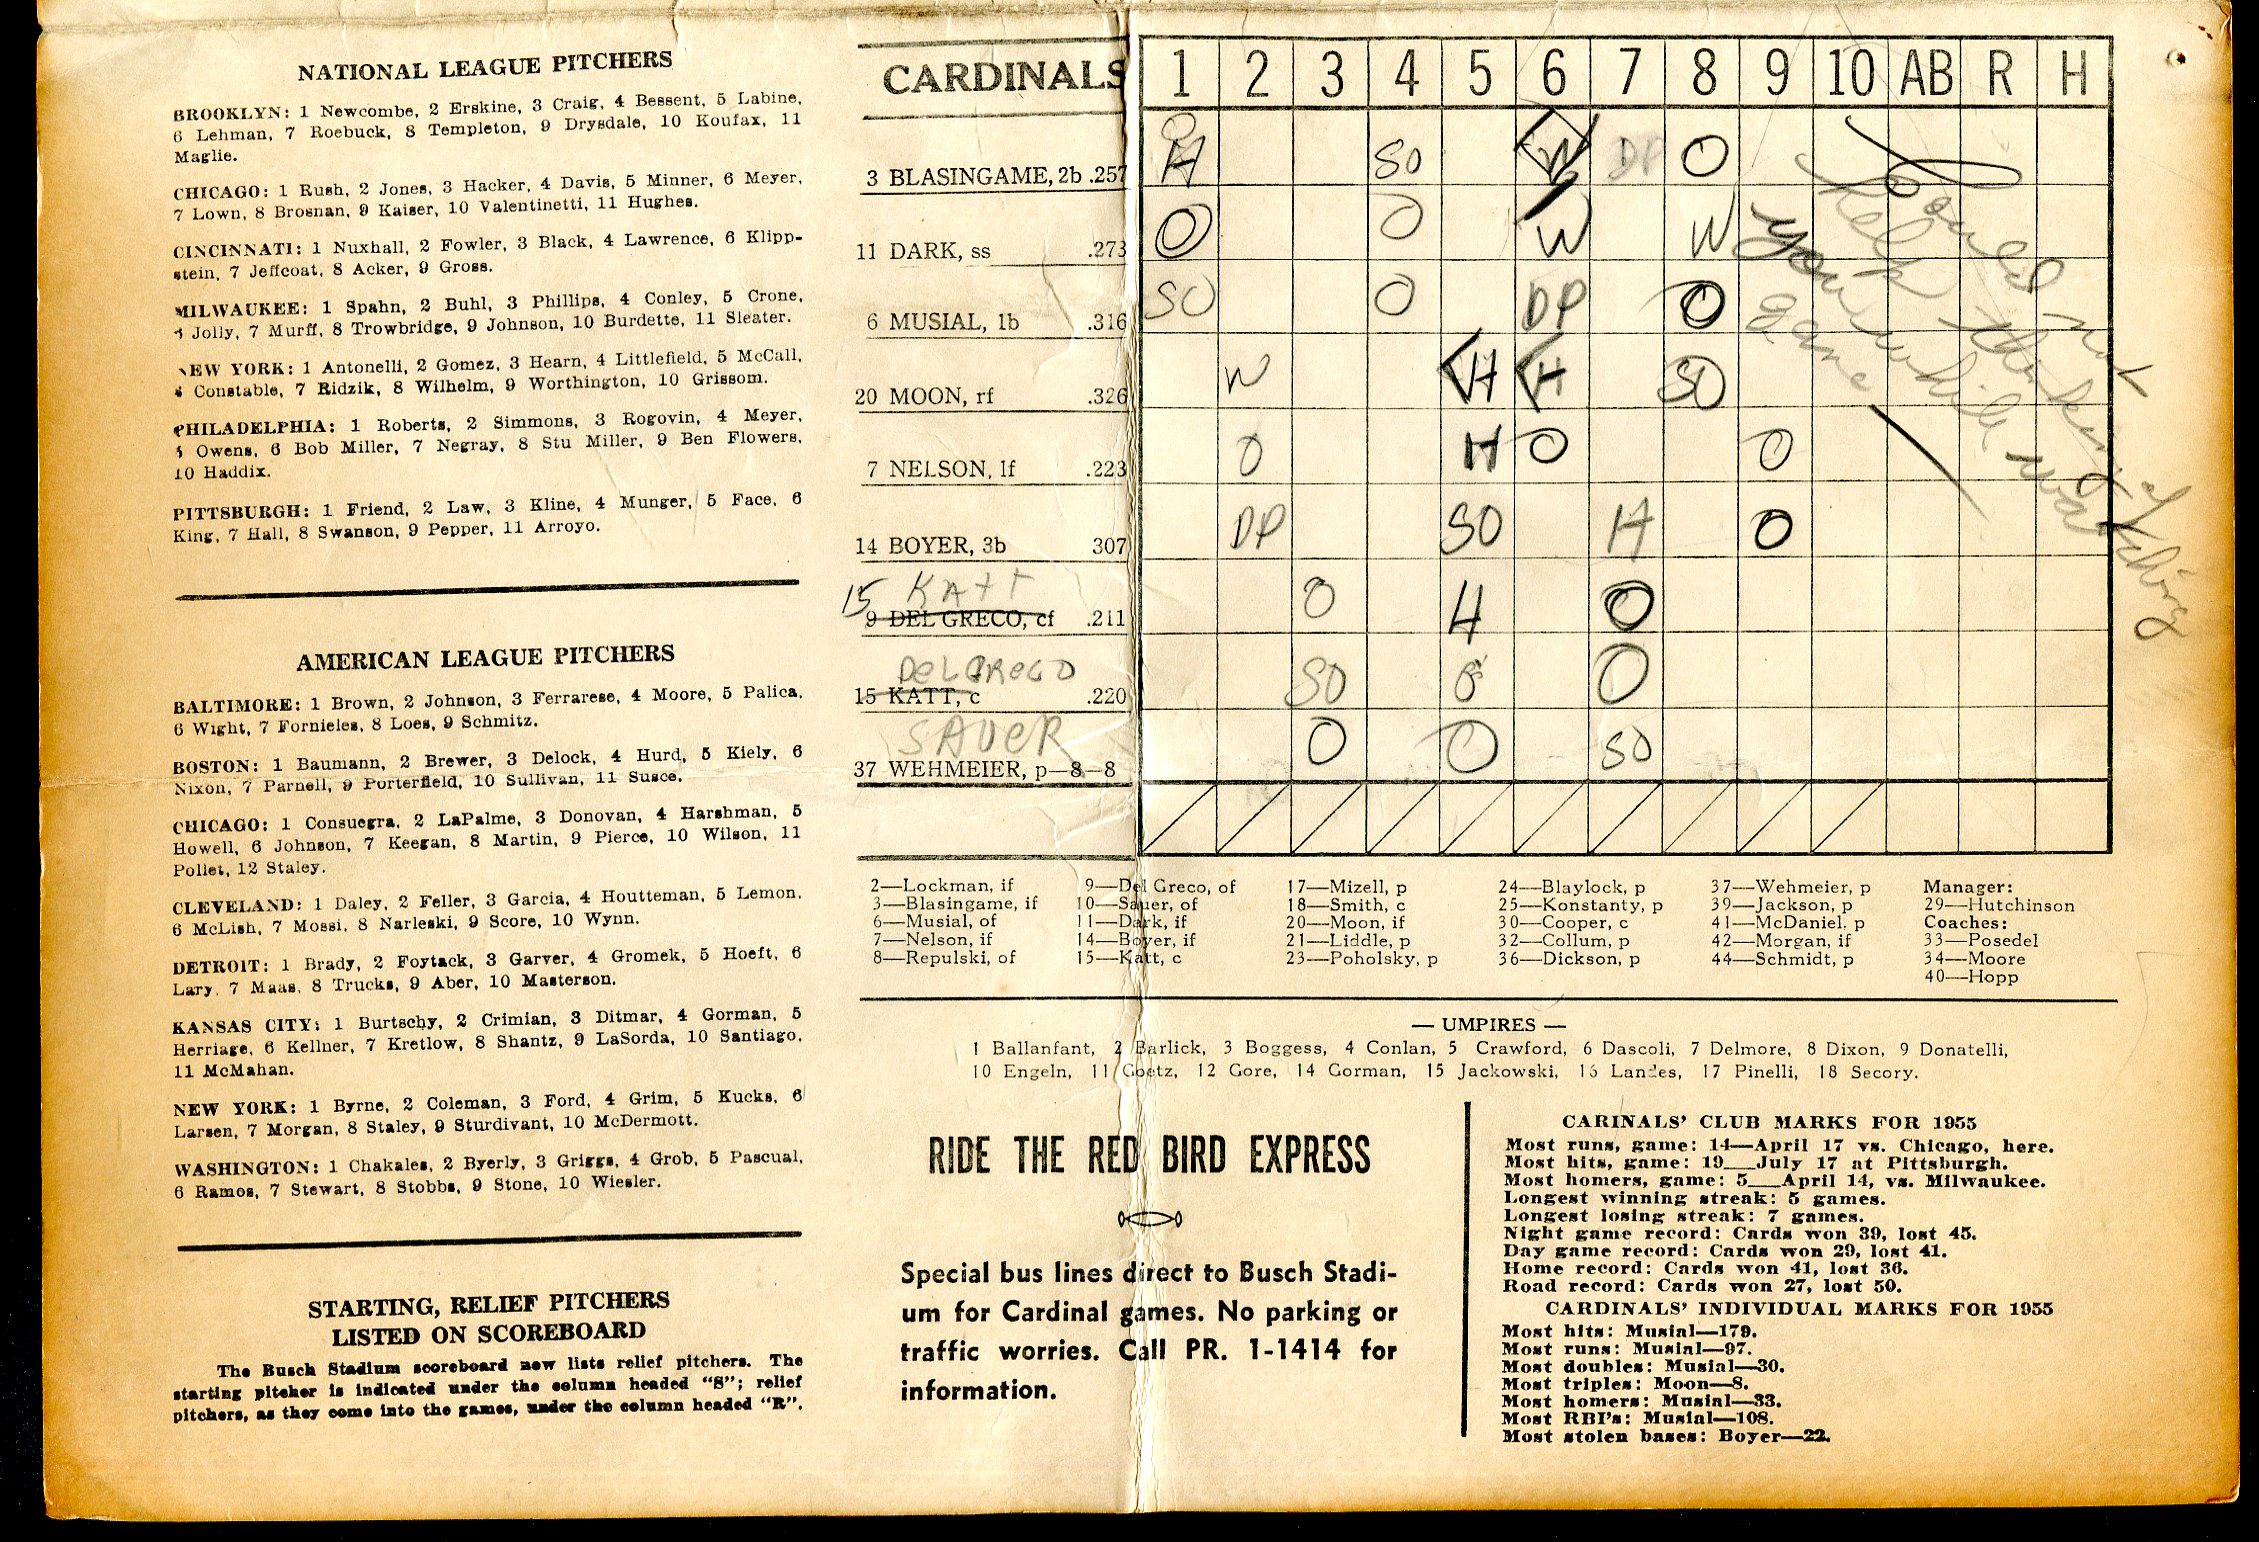 NATIONAL LEAGUE PITCHERS
BROOKLYN: 1 Newcombe, 2 Erskine, 3 Craig, 4 Bessent, 5 Labine,
6 Lehman, 7 Roebuck, 8 Templeton, 9 Drysdale, 10 Koufax, 11
Maglie.
CHICAGO: 1 Rush, 2 Jones, 3 Hacker, 4 Davis, 5 Minner, 6 Meyer,
7 Lown, 8 Brosnan, 9 Kaiser, 10 Valentinetti, 11 Hughes.
CINCINNATI: 1 Nuxhall, 2 Fowler, 3 Black, 4 Lawrence, 6 Klipp-
stein, 7 Jeffcoat, 8 Acker, 9 Gross.
MILWAUKEE: 1 Spahn, 2 Buhl, 3 Phillips, 4 Conley, 5 Crone,
Jolly, 7 Murff, 8 Trowbridge, 9 Johnson, 10 Burdette, 11 Sleater.
NEW YORK: 1 Antonelli, 2 Gomez, 3 Hearn, 4 Littlefield, 5 McCall,
Constable, 7 Ridzik, 8 Wilhelm, 9 Worthington, 10 Grissom.
PHILADELPHIA: 1 Roberts, 2 Simmons, 3 Rogovin, 4 Meyer,
Owens, 6 Bob Miller, 7 Negray, 8 Stu Miller, 9 Ben Flowers,
10 Haddix.
PITTSBURGH: 1 Friend, 2 Law, 3 Kline, 4 Munger, 5 Face, 6
King, 7 Hall, 8 Swanson, 9 Pepper, 11 Arroyo.
AMERICAN LEAGUE PITCHERS
BALTIMORE: 1 Brown, 2 Johnson, 3 Ferrarese, 4 Moore, 5 Palica,
6 Wight, 7 Fornieles, 8 Loes, 9 Schmitz.
BOSTON: 1 Baumann, 2 Brewer, 3 Delock, 4 Hurd, 5 Kiely, 6
Nixon, 7 Parnell, 9 Porterfield, 10 Sullivan, 11 Susce.
CHICAGO: 1 Consuegra, 2 LaPalme, 3 Donovan, 4 Harshman, 5
Howell, 6 Johnson, 7 Keegan, 8 Martin, 9 Pierce, 10 Wilson, 11
Pollet, 12 Staley.
CLEVELAND: 1 Daley, 2 Feller, 3 Garcia, 4 Houtteman, 5 Lemon,
6 McLish, 7 Mossi, 8 Narleski, 9 Score, 10 Wynn.
DETROIT: 1 Brady, 2 Foytack, 3 Garver, 4 Gromek, 5 Hoeft, 6
Lary, 7 Maas, 8 Trucks, 9 Aber, 10 Masterson.
KANSAS CITY: 1 Burtschy, 2 Crimian, 3 Ditmar, 4 Gorman, 5
Herriage, 6 Kellner, 7 Kretlow, 8 Shantz, 9 LaSorda, 10 Santiago,
11 McMahan.
NEW YORK: 1 Byrne, 2 Coleman, 3 Ford, 4 Grim, 5 Kucks, 6
Larsen, 7 Morgan, 8 Staley, 9 Sturdivant, 10 McDermott.
WASHINGTON: 1 Chakales, 2 Byerly, 3 Griggs, 4 Grob, 5 Pascual,
6 Ramos, 7 Stewart, 8 Stobbs, 9 Stone, 10 Wiesler.
STARTING, RELIEF PITCHERS
LISTED ON SCOREBOARD
The Busch Stadium scoreboard now lists relief pitchers. The
starting pitcher is indicated under the column headed "S"; relief
pitchers, as they come into the games, under the column headed "R".
CARDINALS 1 2 3 4 5 6 7 8 9 10 AB R H
3 BLASINGAME, 2b .257 H SO W DP O
11 DARK, ss .273 O O W W
6 MUSIAL, 1b .316 SO O DP O
20 MOON, rf .326 W H H SO
7 NELSON, lf .223 O H O O
14 BOYER, 3b 307 DP SO H O
15 KATT
9 DEL GRECO, cf .211 O H O
DELGRECO
15 KATT, c .220 SO O
SAUER
37 WEHMEIER, p—8—8 O O SO
Could not
help thinking of
You while watching
game
2—Lockman, if 9—Del Greco, of 17—Mizell, p 24—Blaylock, p 37—Wehmeier, p Manager:
3—Blasingame, if 10—Sauer, of 18—Smith, c 25—Konstanty, p 39—Jackson, p 29—Hutchinson
6—Musial, of 11—Dark, if 20—Moon, if 30—Cooper, c 41—McDaniel, p Coaches:
7—Nelson, if 14—Boyer, if 21—Liddle, p 32—Collum, p 42—Morgan, if 33—Posedel
8—Repulski, of 15—Katt, c 23—Poholsky, p 36—Dickson, p 44—Schmidt, p 34—Moore
40—Hopp
— UMPIRES —
1 Ballanfant, 2 Barlick, 3 Boggess, 4 Conlan, 5 Crawford, 6 Dascoli, 7 Delmore, 8 Dixon, 9 Donatelli,
10 Engeln, 11 Goetz, 12 Gore, 14 Gorman, 15 Jackowski, 16 Landes, 17 Pinelli, 18 Secory.
RIDE THE RED BIRD EXPRESS
Special bus lines direct to Busch Stadi-
um for Cardinal games. No parking or
traffic worries. Call PR. 1-1414 for
information.
CARINALS' CLUB MARKS FOR 1955
Most runs, game: 14—April 17 vs. Chicago, here.
Most hits, game: 19___July 17 at Pittsburgh.
Most homers, game: 5___April 14, vs. Milwaukee.
Longest winning streak: 5 games.
Longest losing streak: 7 games.
Night game record: Cards won 39, lost 45.
Day game record: Cards won 29, lost 41.
Home record: Cards won 41, lost 36.
Road record: Cards won 27, lost 50.
CARDINALS' INDIVIDUAL MARKS FOR 1955
Most hits: Musial—179.
Most runs: Musial—97.
Most doubles: Musial—30.
Most triples: Moon—8.
Most homers: Musial—33.
Most RBI's: Musial—108.
Most stolen bases: Boyer—22.